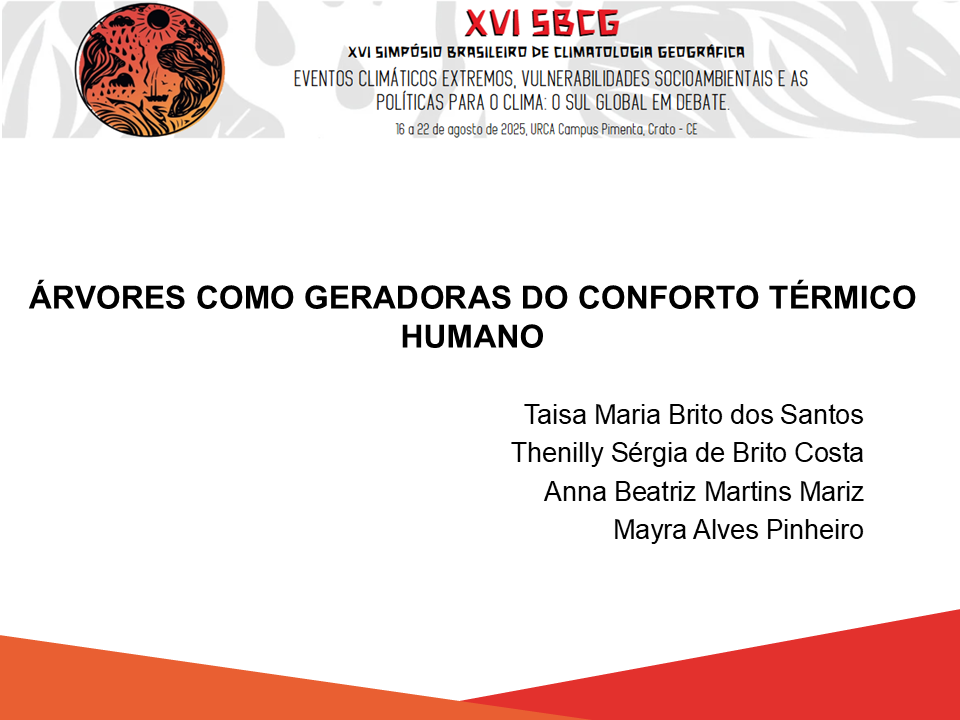 XVI SBCG
XVI SIMPÓSIO BRASILEIRO DE CLIMATOLOGIA GEOGRÁFICA
EVENTOS CLIMÁTICOS EXTREMOS, VULNERABILIDADES SOCIOAMBIENTAIS E AS
POLÍTICAS PARA O CLIMA: O SUL GLOBAL EM DEBATE.
16 a 22 de agosto de 2025, URCA Campus Pimenta, Crato - CE
ÁRVORES COMO GERADORAS DO CONFORTO TÉRMICO
HUMANO
Taisa Maria Brito dos Santos
Thenilly Sérgia de Brito Costa
Anna Beatriz Martins Mariz
Mayra Alves Pinheiro